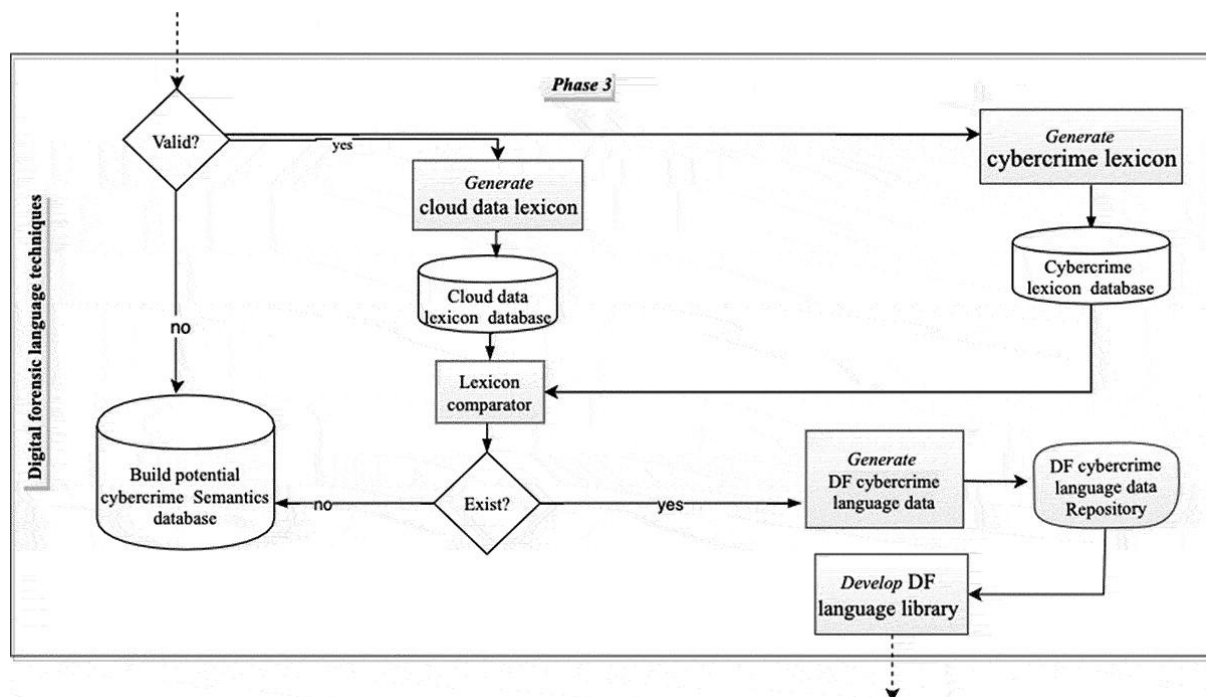 Phase 3
Digital forensic language techniques
Valid?
yes
Generate
cybercrime lexicon
Generate
cloud data lexicon
Cybercrime
lexicon database
Cloud data
lexicon database
no
Lexicon
comparator
Build potential
cybercrime Semantics
database
no
Exist?
yes
Generate
DF cybercrime
language data
DF cybercrime
language data
Repository
Develop DF
language library